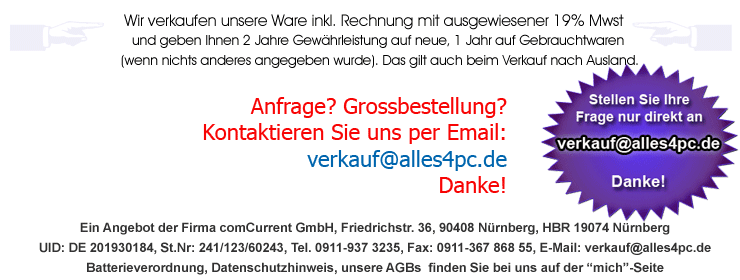 Wir verkaufen unsere Ware inkl. Rechnung mit ausgewiesener 19% Mwst
und geben Ihnen 2 Jahre Gewährleistung auf neue, 1 Jahr auf Gebrauchtwaren
(wenn nichts anderes angegeben wurde). Das gilt auch beim Verkauf nach Ausland.
Anfrage? Grossbestellung?
Kontaktieren Sie uns per Email:
verkauf@alles4pc.de
Danke!
Stellen Sie Ihre
Frage nur direkt an
verkauf@alles4pc.de
Danke!
Ein Angebot der Firma comCurrent GmbH, Friedrichstr. 36, 90408 Nürnberg, HBR 19074 Nürnberg
UID: DE 201930184, St.Nr: 241/123/60243, Tel. 0911-937 3235, Fax: 0911-367 868 55, E-Mail: verkauf@alles4pc.de
Batterieverordnung, Datenschutzhinweis, unsere AGBs finden Sie bei uns auf der “mich”-Seite